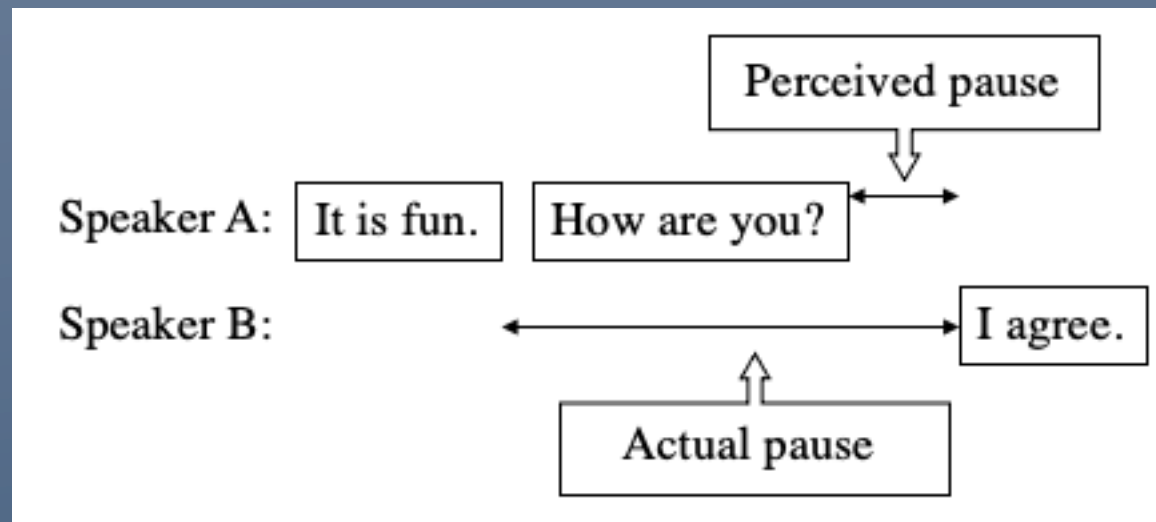 Perceived pause
Speaker A: It is fun. How are you?
Speaker B: I agree.
Actual pause